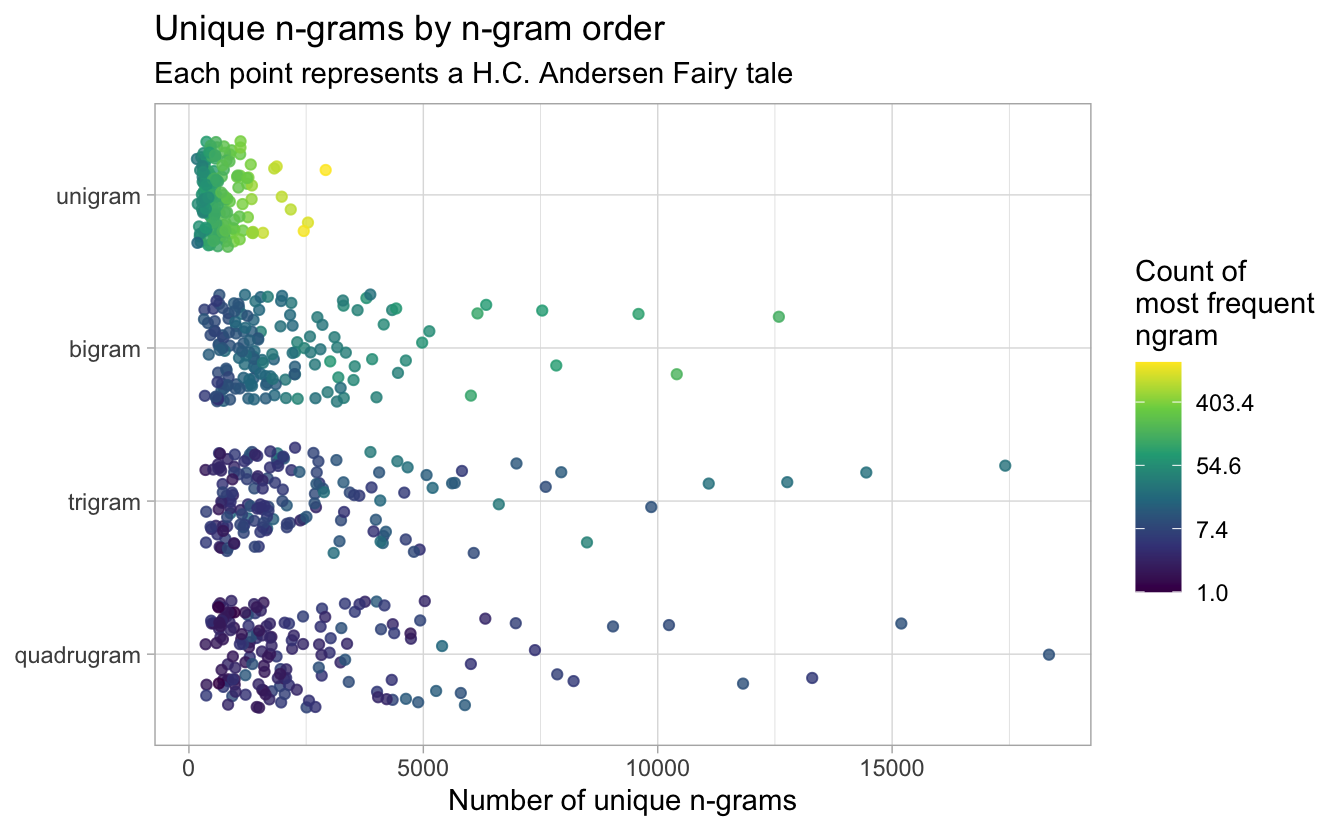 Unique n-grams by n-gram order
Each point represents a H.C. Andersen Fairy tale
unigram
bigram
trigram
quadrugram
0
5000
10000
15000
Number of unique n-grams
Count of
most frequent
ngram
403.4
54.6
7.4
1.0